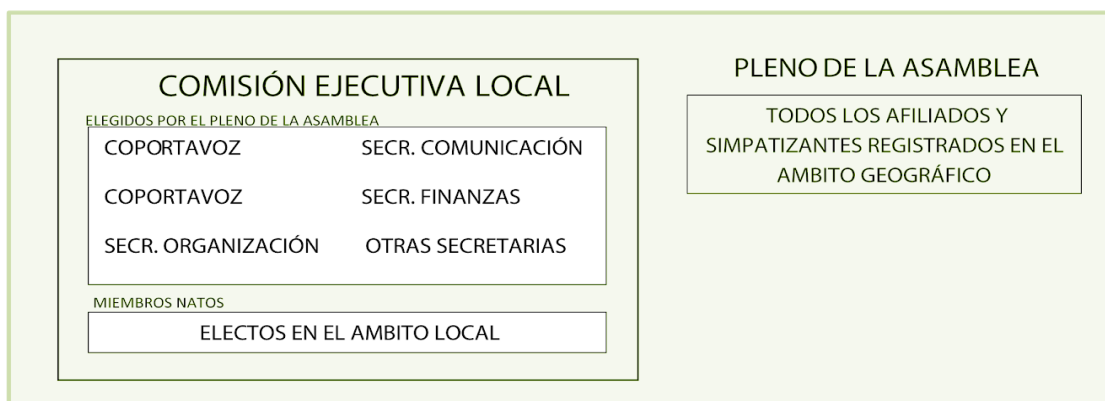 COMISIÓN EJECUTIVA LOCAL
ELEGIDOS POR EL PLENO DE LA ASAMBLEA
COPORTAVOZ SECR. COMUNICACIÓN
COPORTAVOZ SECR. FINANZAS
SECR. ORGANIZACIÓN OTRAS SECRETARIAS
MIEMBROS NATOS
ELECTOS EN EL AMBITO LOCAL
PLENO DE LA ASAMBLEA
TODOS LOS AFILIADOS Y
SIMPATIZANTES REGISTRADOS EN EL
AMBITO GEOGRÁFICO